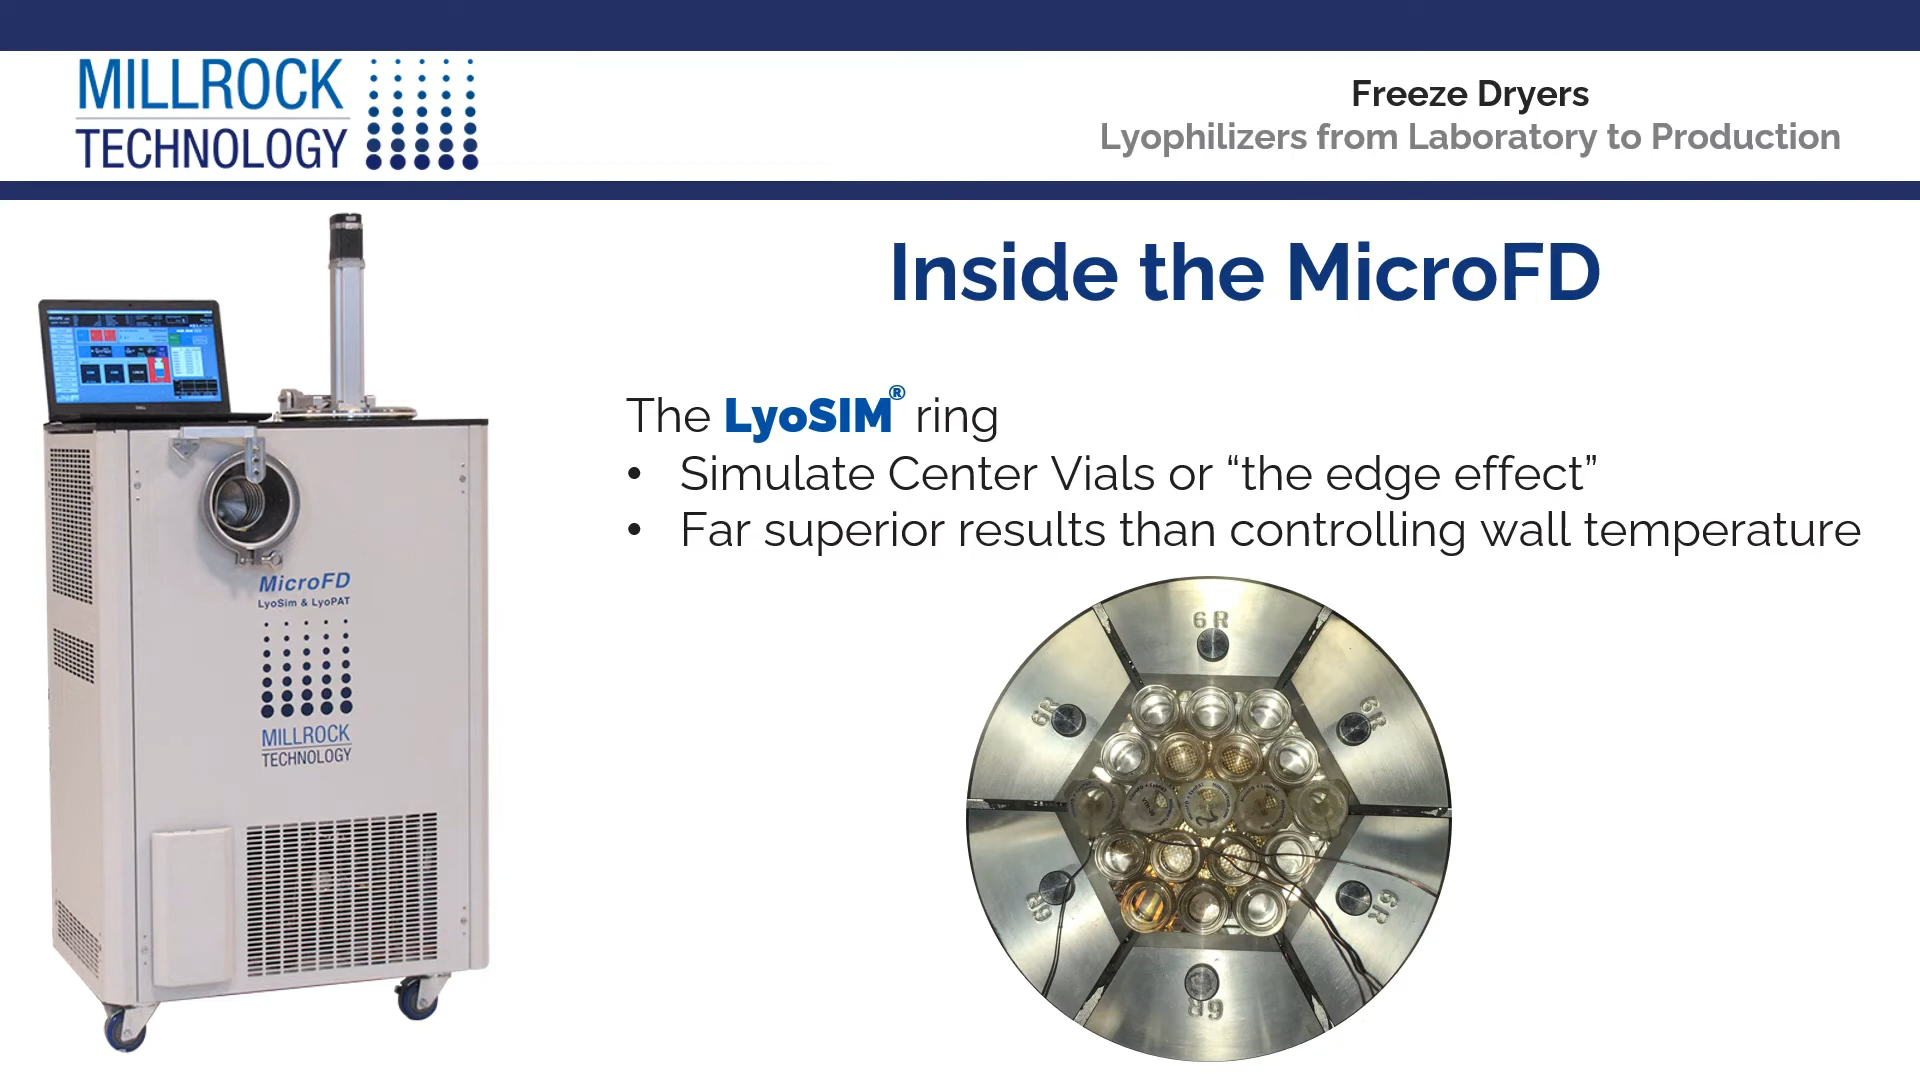 MILLROCK
TECHNOLOGY
Freeze Dryers
Lyophilizers from Laboratory to Production
Inside the MicroFD
The LyoSIM® ring
• Simulate Center Vials or “the edge effect”
• Far superior results than controlling wall temperature
MicroFD
LyoSim & LyoPAT
MILLROCK
TECHNOLOGY
6R
6R
6R
6R
6R
6R